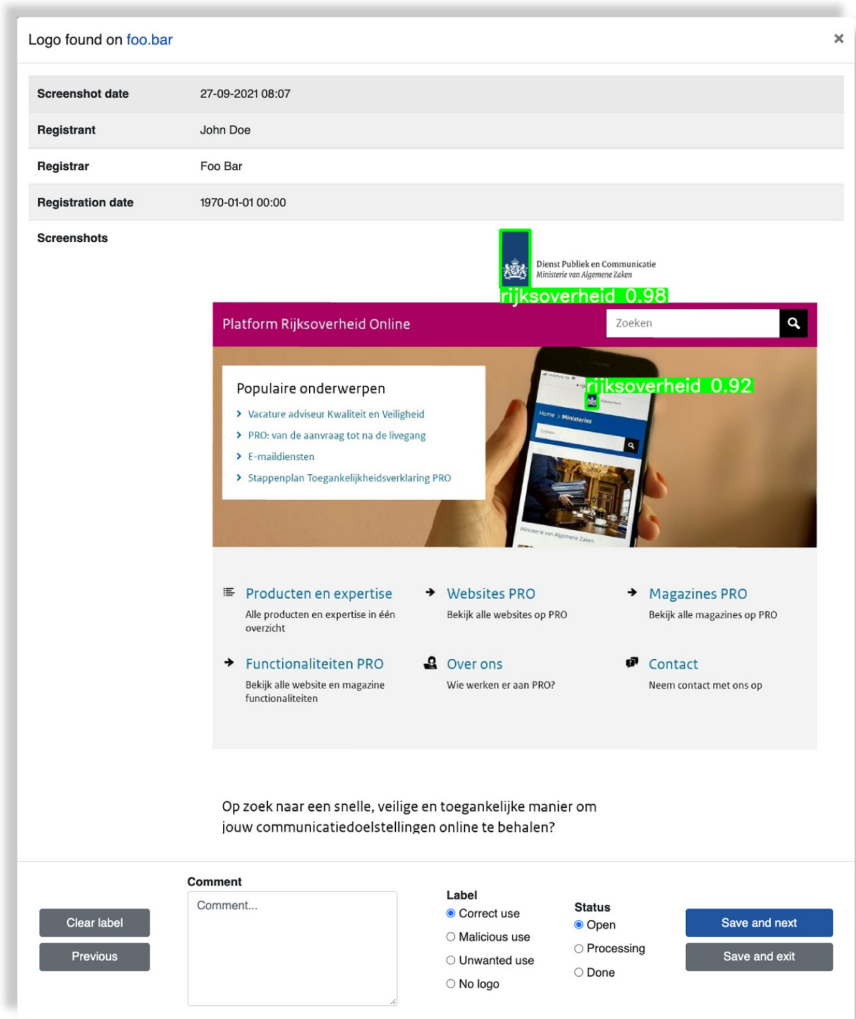 Logo found on foo.bar ×
Screenshot date 27-09-2021 08:07
Registrant John Doe
Registrar Foo Bar
Registration date 1970-01-01 00:00
Screenshots
Dienst Publiek en Communicatie
Ministerie van Algemene Zaken
rijksoverheid 0.98
Platform Rijksoverheid Online
Zoeken
rijksoverheid 0.92
Populaire onderwerpen
Vacature adviseur Kwaliteit en Veiligheid
PRO: van de aanvraag tot na de livegang
E-maildiensten
Stappenplan Toegankelijkheidsverklaring PRO
Home > Ministeries
Ministerie van Algemene Zaken
Producten en expertise
Alle producten en expertise in één
overzicht
Websites PRO
Bekijk alle websites op PRO
Magazines PRO
Bekijk alle magazines op PRO
Functionaliteiten PRO
Bekijk alle website en magazine
functionaliteiten
Over ons
Wie werken er aan PRO?
Contact
Neem contact met ons op
Op zoek naar een snelle, veilige en toegankelijke manier om
jouw communicatiedoelstellingen online te behalen?
Clear label
Previous
Comment
Comment...
Label
Correct use
Malicious use
Unwanted use
No logo
Status
Open
Processing
Done
Save and next
Save and exit